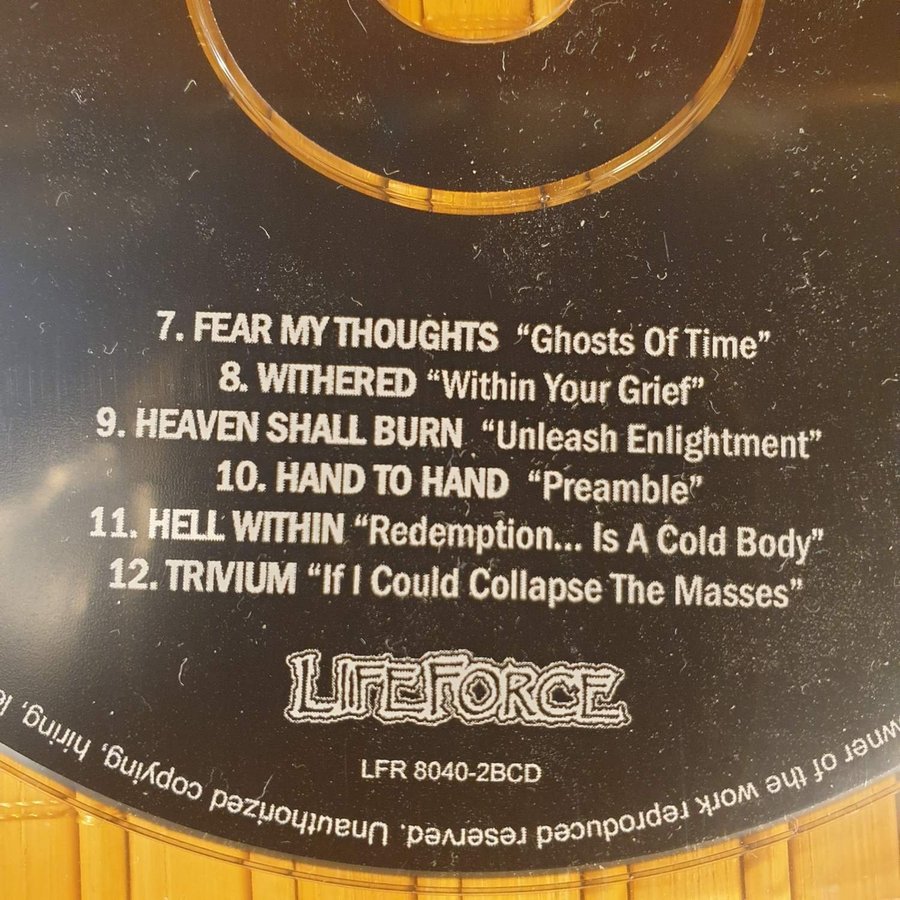 7. FEAR MY THOUGHTS “Ghosts Of Time”
8. WITHERED “Within Your Grief”
9. HEAVEN SHALL BURN “Unleash Enlightment”
10. HAND TO HAND “Preamble”
11. HELL WITHIN “Redemption... Is A Cold Body”
12. TRIVIUM “If I Could Collapse The Masses”
LIFEFORCE
LFR 8040-2BCD
owner of the work reproduced reserved. Unauthorized copying, hiring,